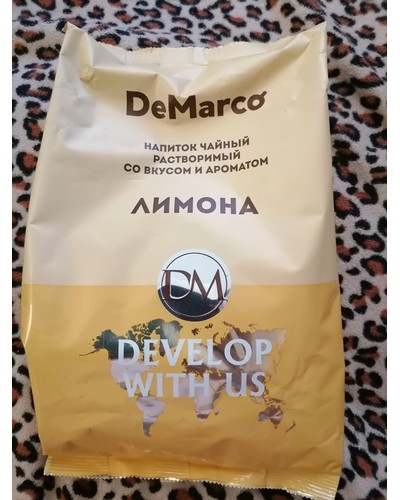 DeMarco
НАПИТОК ЧАЙНЫЙ
РАСТВОРИМЫЙ
СО ВКУСОМ И АРОМАТОМ
ЛИМОНА
DM
DEVELOP
WITH US